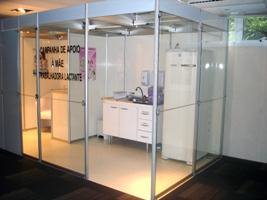 CAMPANHA DE APOIO
À MÃE
TRABALHADORA LACTANTE